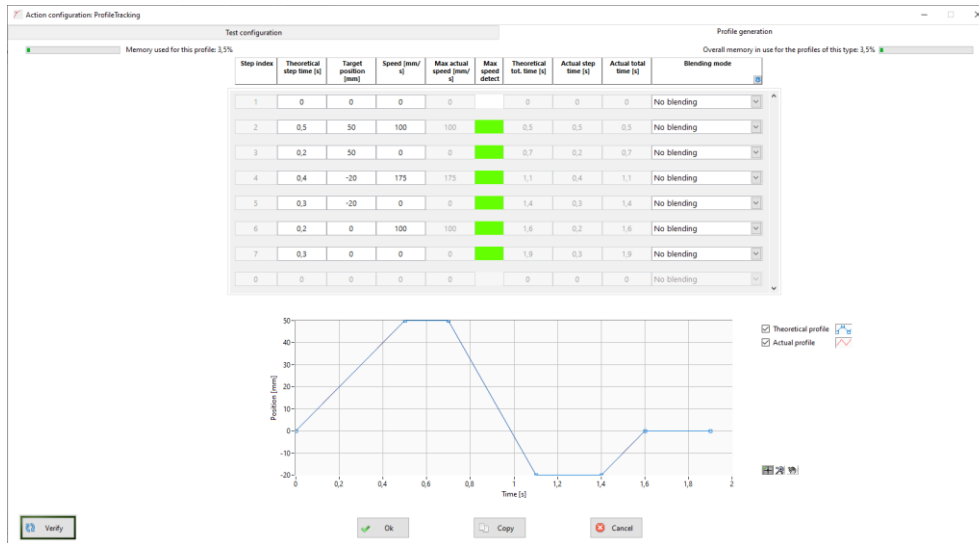 Action configuration: ProfileTracking
Test configuration
Profile generation
Memory used for this profile: 3,5%
Overall memory in use for the profiles of this type: 3,5%
Step index Theoretical step time [s] Target position [mm] Speed [mm/s] Max actual speed [mm/s] Max speed detect Theoretical tot. time [s] Actual step time [s] Actual total time [s] Blending mode
1 0 0 0 0 0 0 0 No blending
2 0,5 50 100 100 0,5 0,5 0,5 No blending
3 0,2 50 0 0 0,7 0,2 0,7 No blending
4 0,4 -20 175 175 1,1 0,4 1,1 No blending
5 0,3 -20 0 0 1,4 0,3 1,4 No blending
6 0,2 0 100 100 1,6 0,2 1,6 No blending
7 0,3 0 0 0 1,9 0,3 1,9 No blending
0 0 0 0 0 0 0 0 No blending
Position [mm]
50
40
30
20
10
0
-10
-20
0 0,2 0,4 0,6 0,8 1 1,2 1,4 1,6 1,8 2
Time [s]
Theoretical profile
Actual profile
Verify
Ok
Copy
Cancel